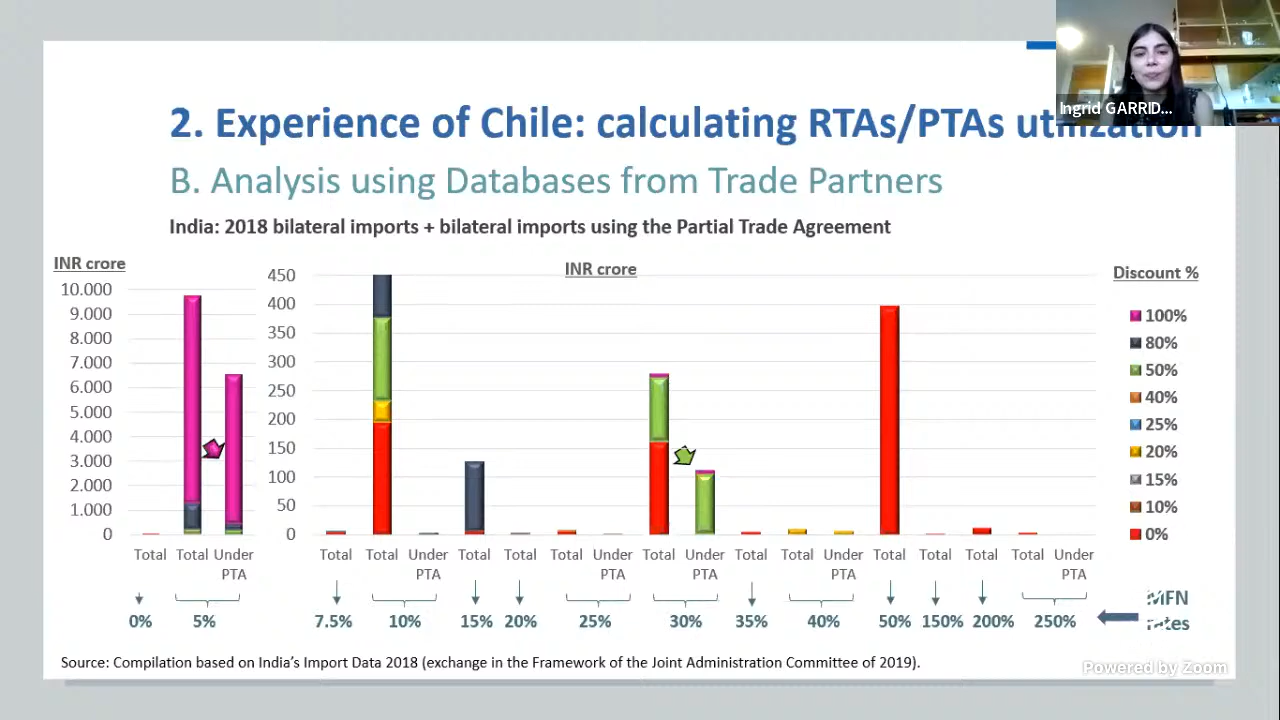 Ingrid GARRID...
2. Experience of Chile: calculating RTAs/PTAs utilization
B. Analysis using Databases from Trade Partners
India: 2018 bilateral imports + bilateral imports using the Partial Trade Agreement
INR crore
10.000
9.000
8.000
7.000
6.000
5.000
4.000
3.000
2.000
1.000
0
Total Total Under PTA
0% 5%
INR crore
450
400
350
300
250
200
150
100
50
0
Total Total Under PTA Total Total Total Under PTA Total Under PTA Total Total Under PTA Total Total Total Total Under PTA
7.5% 10% 15% 20% 25% 30% 35% 40% 50% 150% 200% 250%
MFN
rates
Discount %
100%
80%
50%
40%
25%
20%
15%
10%
0%
Source: Compilation based on India's Import Data 2018 (exchange in the Framework of the Joint Administration Committee of 2019).
Powered by Zoom